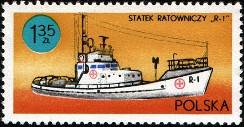 1.35
ZŁ
STATEK RATOWNICZY „R-1"
R-1
POLSKA